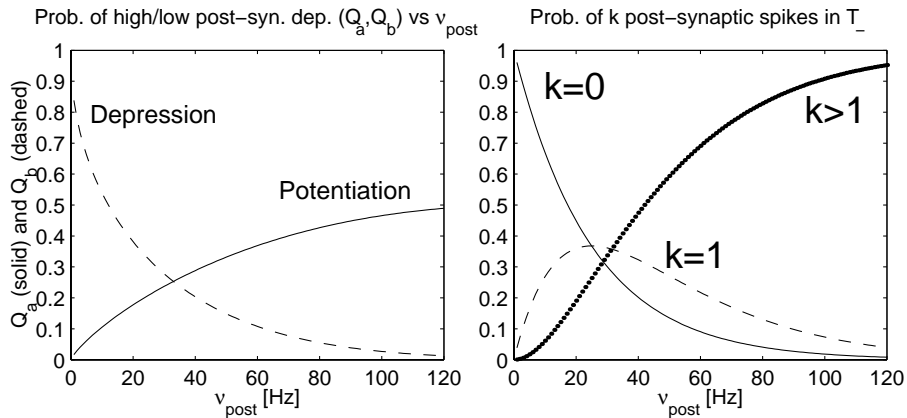 Prob. of high/low post-syn. dep. (Q_a,Q_b) vs ν_post
Q_a (solid) and Q_b (dashed)
1
0.9
0.8
0.7
0.6
0.5
0.4
0.3
0.2
0.1
0
Depression
Potentiation
0 20 40 60 80 100 120
ν_post [Hz]
Prob. of k post-synaptic spikes in T_-
1
0.9
0.8
0.7
0.6
0.5
0.4
0.3
0.2
0.1
0
k=0
k>1
k=1
0 20 40 60 80 100 120
ν_post [Hz]